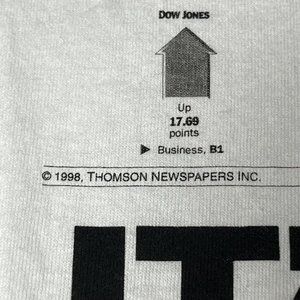 DOW JONES
Up
17.69
points
▶ Business, B1
© 1998, THOMSON NEWSPAPERS INC.